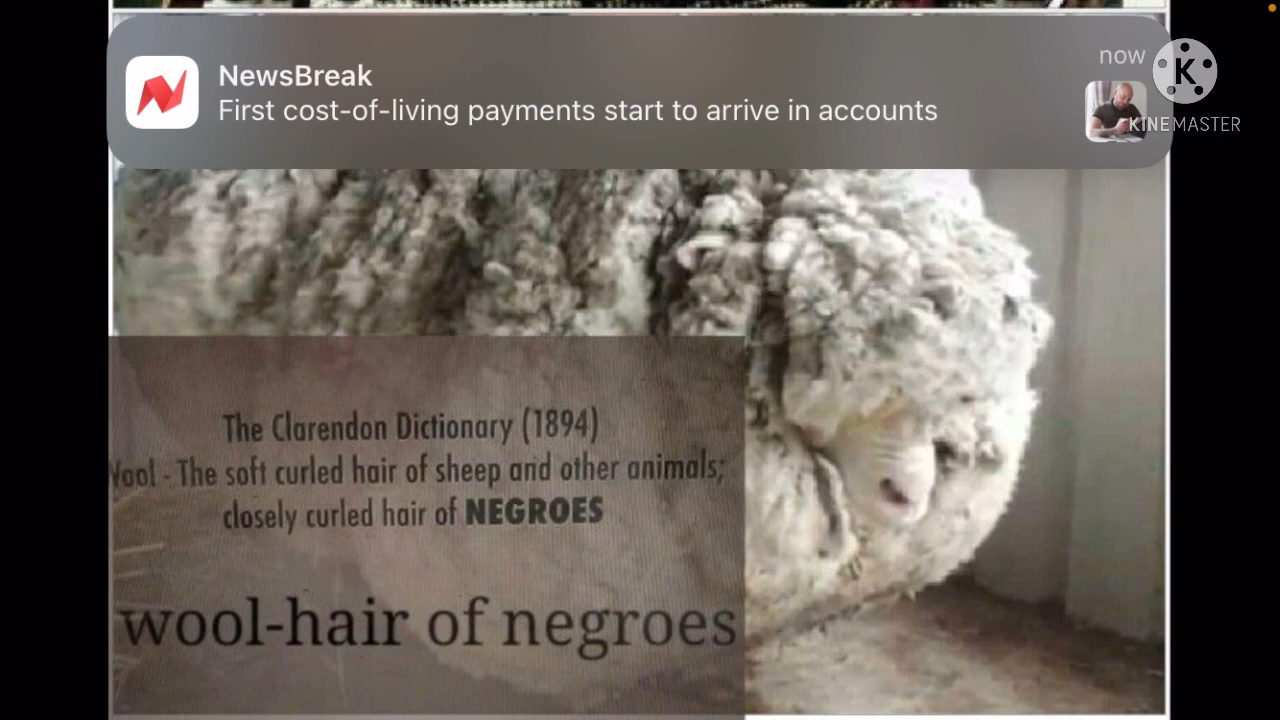 NewsBreak
now
First cost-of-living payments start to arrive in accounts
K
KINEMASTER
The Clarendon Dictionary (1894)
Wool - The soft curled hair of sheep and other animals;
closely curled hair of NEGROES
wool-hair of negroes